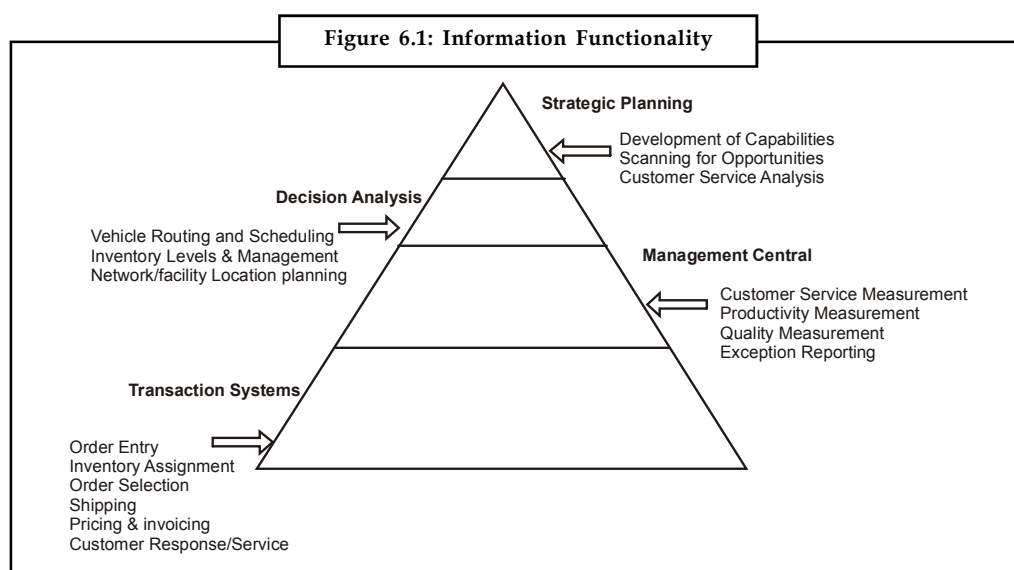 Figure 6.1: Information Functionality
Strategic Planning
Development of Capabilities
Scanning for Opportunities
Customer Service Analysis
Decision Analysis
Vehicle Routing and Scheduling
Inventory Levels & Management
Network/facility Location planning
Management Central
Customer Service Measurement
Productivity Measurement
Quality Measurement
Exception Reporting
Transaction Systems
Order Entry
Inventory Assignment
Order Selection
Shipping
Pricing & invoicing
Customer Response/Service